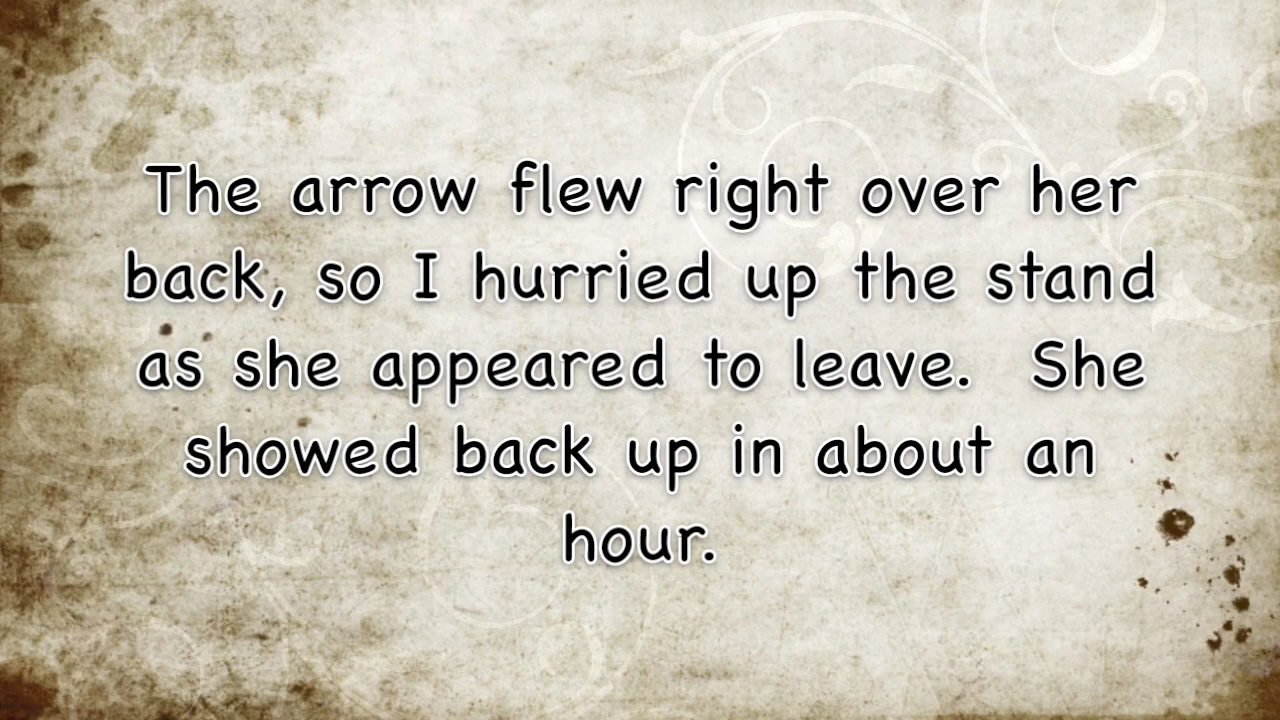 The arrow flew right over her
back, so I hurried up the stand
as she appeared to leave.  She
showed back up in about an
hour.